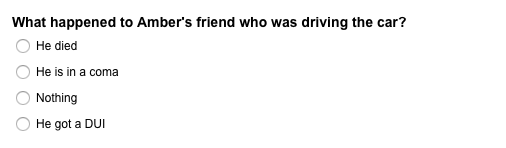 What happened to Amber's friend who was driving the car?
He died
He is in a coma
Nothing
He got a DUI